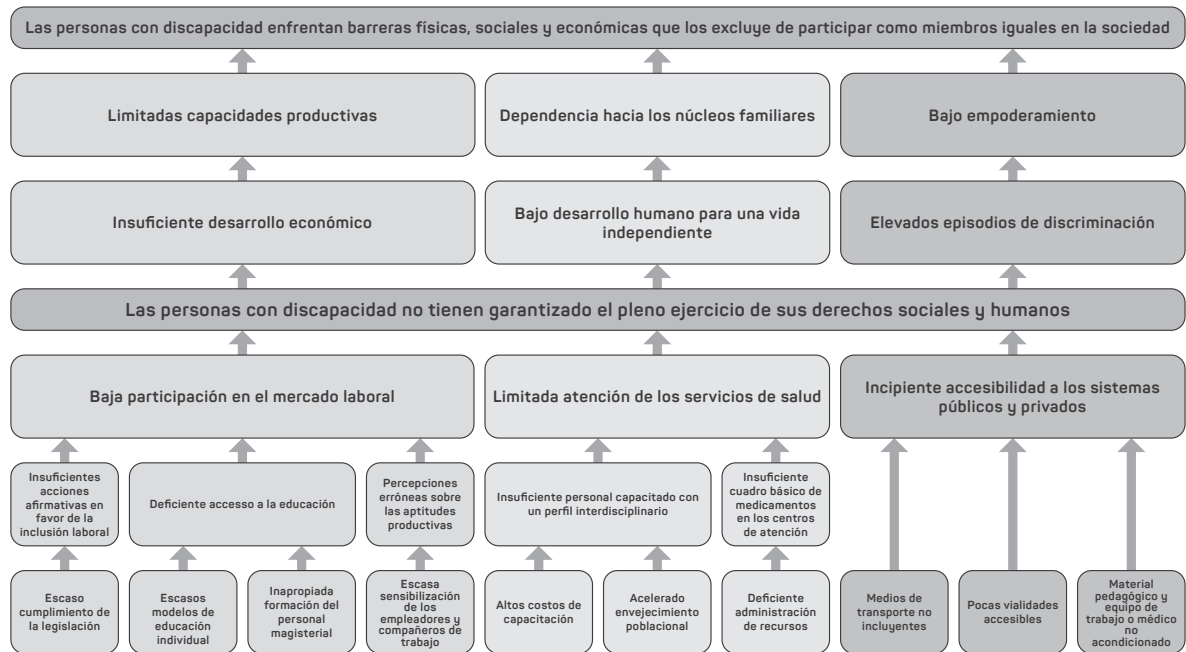 Las personas con discapacidad enfrentan barreras físicas, sociales y económicas que los excluye de participar como miembros iguales en la sociedad
Limitadas capacidades productivas
Dependencia hacia los núcleos familiares
Bajo empoderamiento
Insuficiente desarrollo económico
Bajo desarrollo humano para una vida
independiente
Elevados episodios de discriminación
Las personas con discapacidad no tienen garantizado el pleno ejercicio de sus derechos sociales y humanos
Baja participación en el mercado laboral
Limitada atención de los servicios de salud
Incipiente accesibilidad a los sistemas
públicos y privados
Insuficientes
acciones
afirmativas en
favor de la
inclusión laboral
Deficiente accesso a la educación
Percepciones
erróneas sobre
las aptitudes
productivas
Insuficiente personal capacitado con
un perfil interdisciplinario
Insuficiente
cuadro básico de
medicamentos
en los centros
de atención
Escaso
cumplimiento de
la legislación
Escasos
modelos de
educación
individual
Inapropiada
formación del
personal
magisterial
Escasa
sensibilización
de los
empleadores y
compañeros de
trabajo
Altos costos de
capacitación
Acelerado
envejecimiento
poblacional
Deficiente
administración
de recursos
Medios de
transporte no
incluyentes
Pocas vialidades
accesibles
Material
pedagógico y
equipo de
trabajo o médico
no
acondicionado